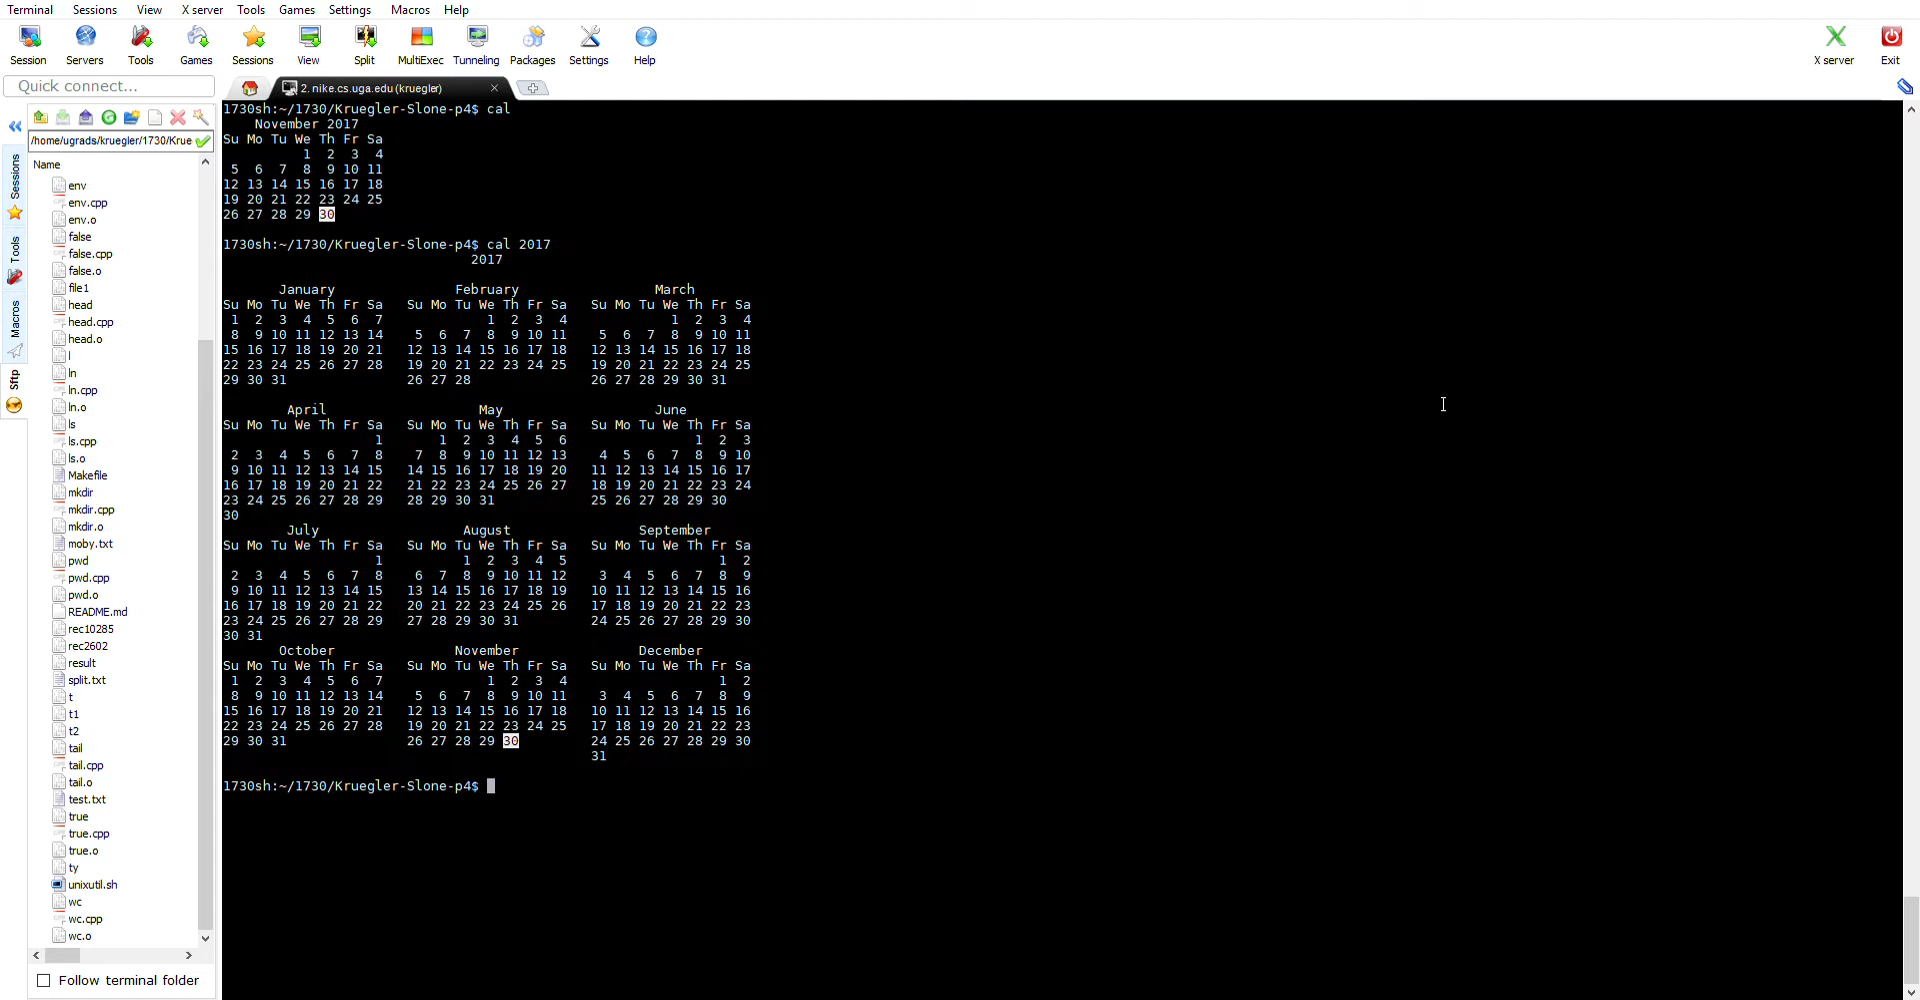 Terminal Sessions View X server Tools Games Settings Macros Help
Session Servers Tools Games Sessions View Split MultiExec Tunneling Packages Settings Help X server Exit
Quick connect...
2. nike.cs.uga.edu (kruegler)
/home/ugrads/kruegler/1730/Krue
Sessions
Tools
Macros
Sftp
Name
env
env.cpp
env.o
false
false.cpp
false.o
file1
head
head.cpp
head.o
l
ln
ln.cpp
ln.o
ls
ls.cpp
ls.o
Makefile
mkdir
mkdir.cpp
mkdir.o
moby.txt
pwd
pwd.cpp
pwd.o
README.md
rec10285
rec2602
result
split.txt
t
t1
t2
tail
tail.cpp
tail.o
test.txt
true
true.cpp
true.o
ty
unixutil.sh
wc
wc.cpp
wc.o
Follow terminal folder
1730sh:~/1730/Kruegler-Slone-p4$ cal
    November 2017
Su Mo Tu We Th Fr Sa
          1  2  3  4
 5  6  7  8  9 10 11
12 13 14 15 16 17 18
19 20 21 22 23 24 25
26 27 28 29 30
1730sh:~/1730/Kruegler-Slone-p4$ cal 2017
                               2017
       January               February                 March
Su Mo Tu We Th Fr Sa   Su Mo Tu We Th Fr Sa   Su Mo Tu We Th Fr Sa
 1  2  3  4  5  6  7             1  2  3  4             1  2  3  4
 8  9 10 11 12 13 14    5  6  7  8  9 10 11    5  6  7  8  9 10 11
15 16 17 18 19 20 21   12 13 14 15 16 17 18   12 13 14 15 16 17 18
22 23 24 25 26 27 28   19 20 21 22 23 24 25   19 20 21 22 23 24 25
29 30 31               26 27 28               26 27 28 29 30 31
        April                   May                   June
Su Mo Tu We Th Fr Sa   Su Mo Tu We Th Fr Sa   Su Mo Tu We Th Fr Sa
                   1       1  2  3  4  5  6                1  2  3
 2  3  4  5  6  7  8    7  8  9 10 11 12 13    4  5  6  7  8  9 10
 9 10 11 12 13 14 15   14 15 16 17 18 19 20   11 12 13 14 15 16 17
16 17 18 19 20 21 22   21 22 23 24 25 26 27   18 19 20 21 22 23 24
23 24 25 26 27 28 29   28 29 30 31            25 26 27 28 29 30
30
        July                  August                September
Su Mo Tu We Th Fr Sa   Su Mo Tu We Th Fr Sa   Su Mo Tu We Th Fr Sa
                   1          1  2  3  4  5                   1  2
 2  3  4  5  6  7  8    6  7  8  9 10 11 12    3  4  5  6  7  8  9
 9 10 11 12 13 14 15   13 14 15 16 17 18 19   10 11 12 13 14 15 16
16 17 18 19 20 21 22   20 21 22 23 24 25 26   17 18 19 20 21 22 23
23 24 25 26 27 28 29   27 28 29 30 31         24 25 26 27 28 29 30
30 31
       October               November               December
Su Mo Tu We Th Fr Sa   Su Mo Tu We Th Fr Sa   Su Mo Tu We Th Fr Sa
 1  2  3  4  5  6  7             1  2  3  4                   1  2
 8  9 10 11 12 13 14    5  6  7  8  9 10 11    3  4  5  6  7  8  9
15 16 17 18 19 20 21   12 13 14 15 16 17 18   10 11 12 13 14 15 16
22 23 24 25 26 27 28   19 20 21 22 23 24 25   17 18 19 20 21 22 23
29 30 31               26 27 28 29 30         24 25 26 27 28 29 30
                                              31
1730sh:~/1730/Kruegler-Slone-p4$